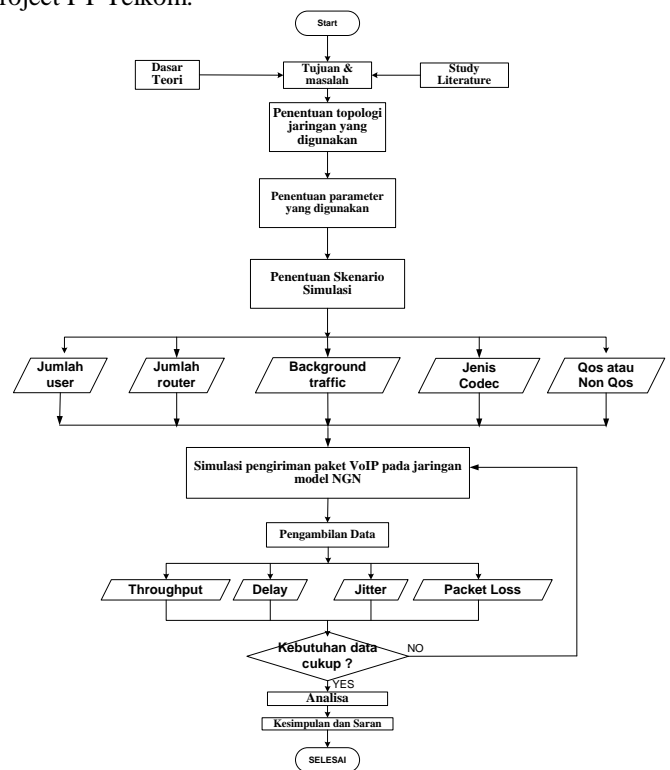 roject PT Telkom.
Start
Dasar
Teori
Tujuan &
masalah
Study
Literature
Penentuan topologi
jaringan yang
digunakan
Penentuan parameter
yang digunakan
Penentuan Skenario
Simulasi
Jumlah
user
Jumlah
router
Background
traffic
Jenis
Codec
Qos atau
Non Qos
Simulasi pengiriman paket VoIP pada jaringan
model NGN
Pengambilan Data
Throughput
Delay
Jitter
Packet Loss
Kebutuhan data
cukup ?
NO
YES
Analisa
Kesimpulan dan Saran
SELESAI